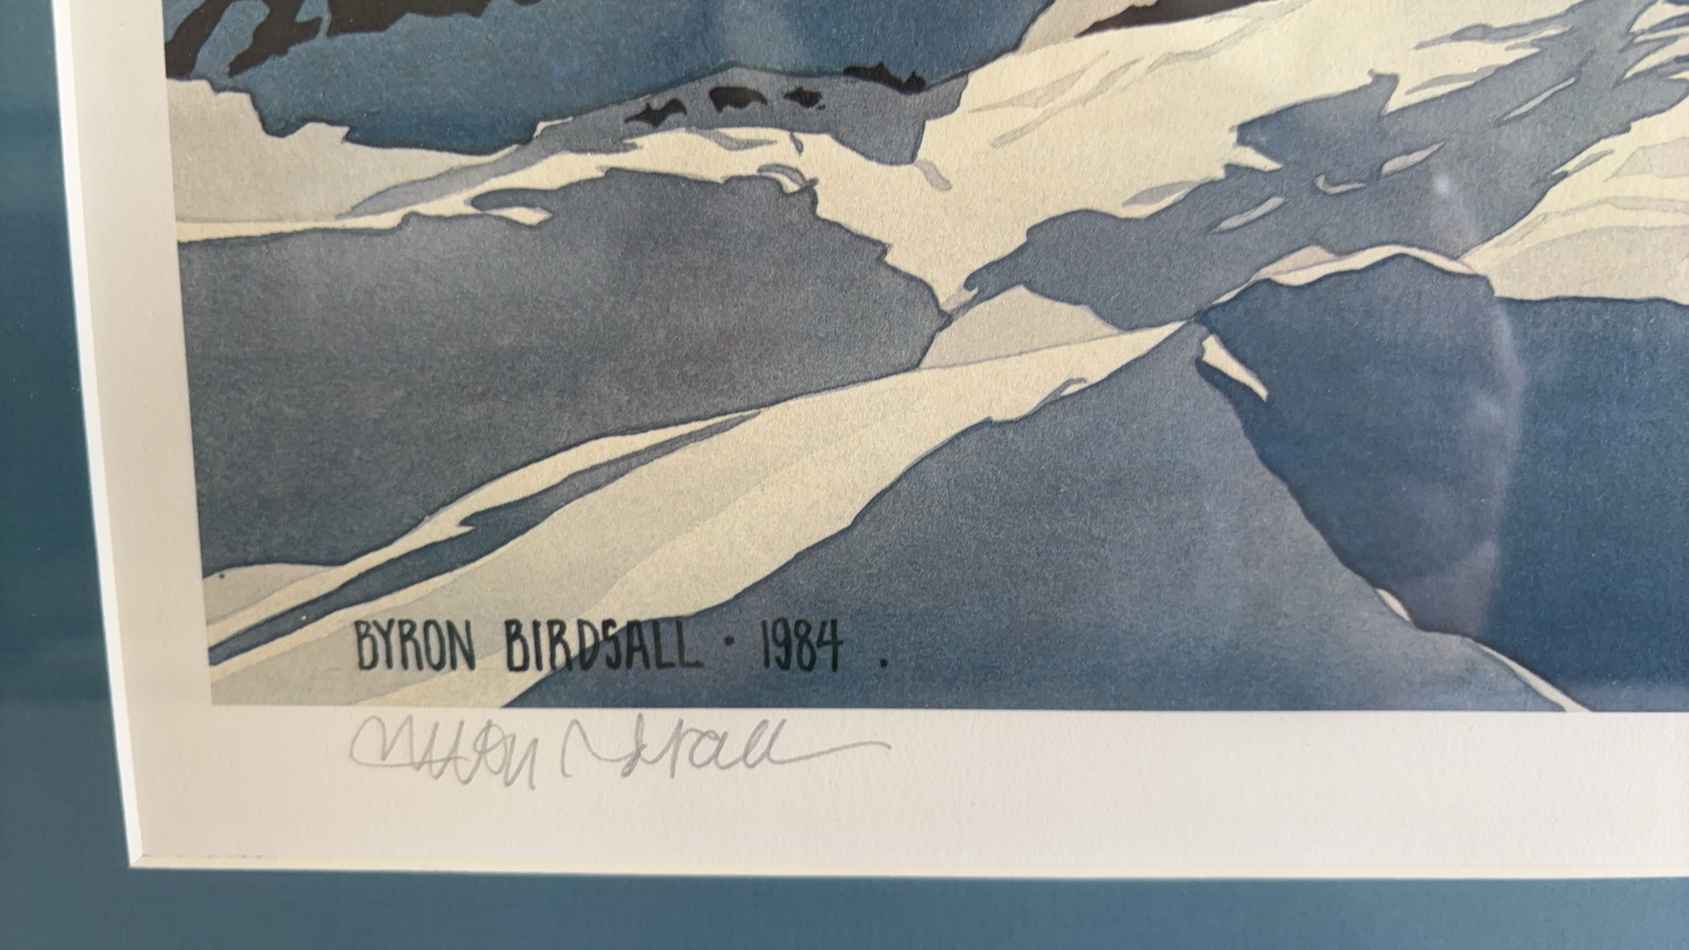 BYRON BIRDSALL · 1984 .